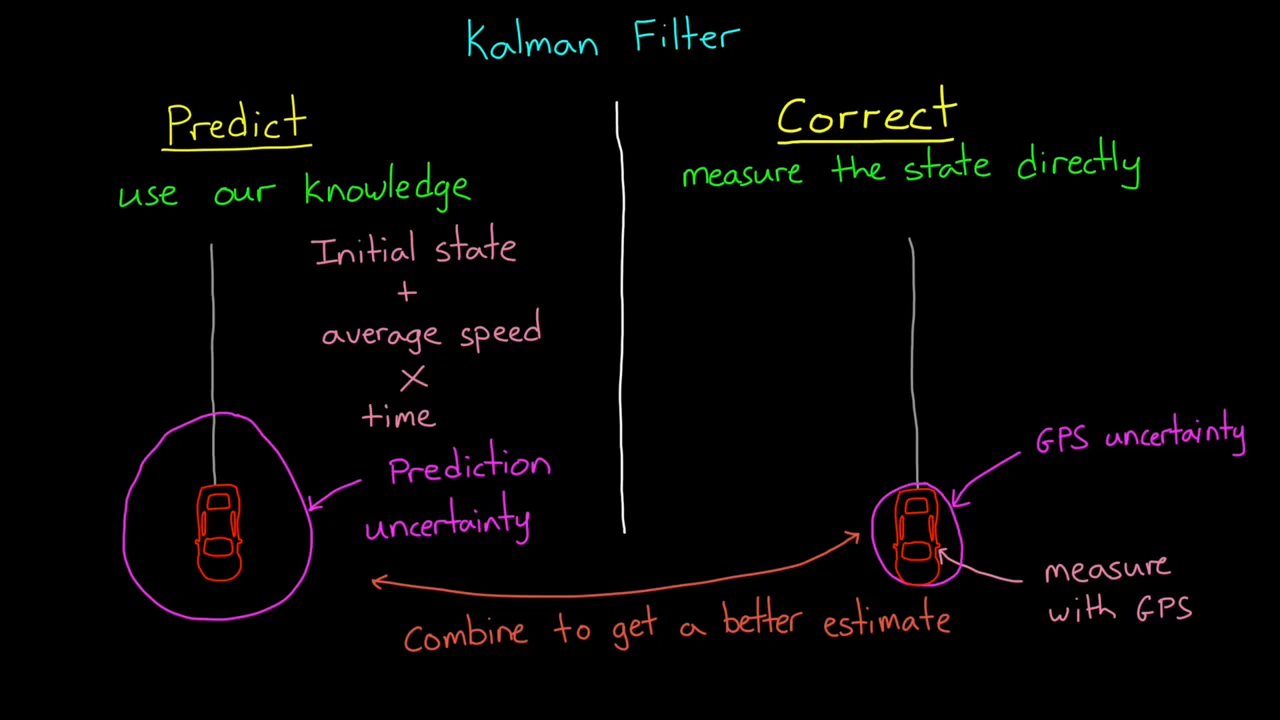 Kalman Filter
Predict
use our knowledge
Initial state
+
average speed
X
time
Prediction
uncertainty
Correct
measure the state directly
GPS uncertainty
measure
with GPS
Combine to get a better estimate